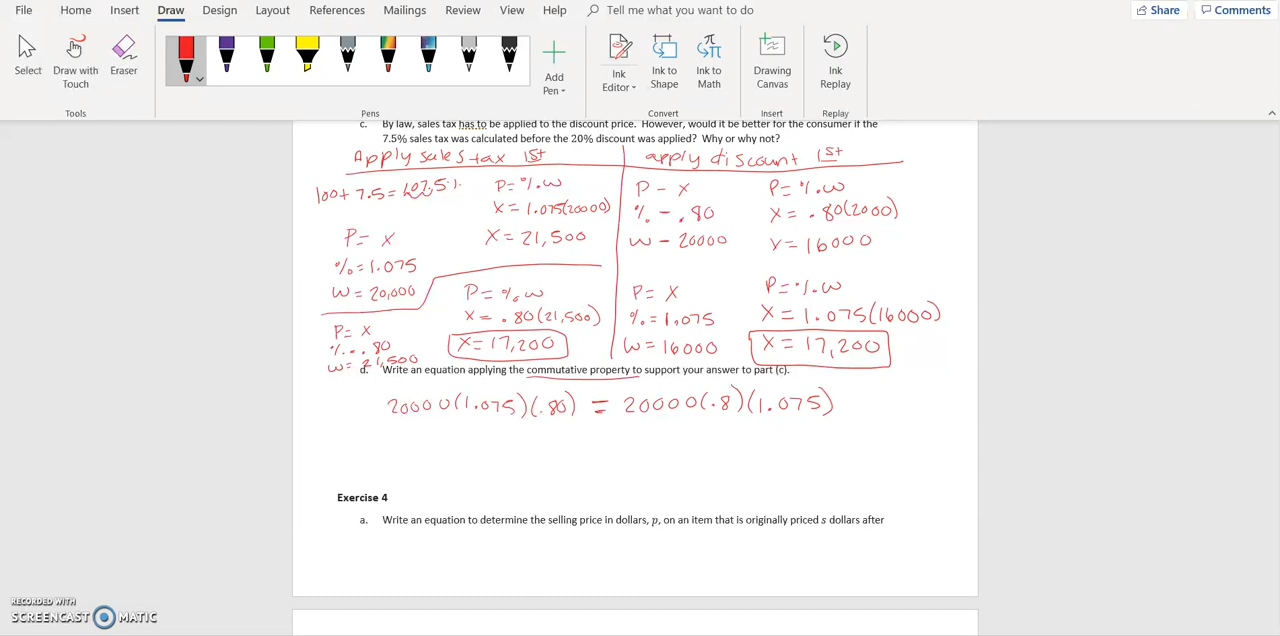 File Home Insert Draw Design Layout References Mailings Review View Help Tell me what you want to do Share Comments
Select Draw with Touch Eraser Add Pen Ink Editor Ink to Shape Ink to Math Drawing Canvas Ink Replay
Tools Pens Convert Insert Replay
c. By law, sales tax has to be applied to the discount price. However, would it be better for the consumer if the
7.5% sales tax was calculated before the 20% discount was applied? Why or why not?
Apply sales tax 1st
100 + 7.5 = 107.5%
P = %. W
X = 1.075(20000)
X = 21,500
P = X
% = 1.075
W = 20,000
P = X
% - .80
W = 21,500
P = %. W
X = .80(21,500)
X = 17,200
apply discount 1st
P - X
% - .80
W - 20000
P = %. W
X = .80(2000)
X = 16000
P = X
% = 1.075
W = 16000
P = %. W
X = 1.075(16000)
X = 17,200
d. Write an equation applying the commutative property to support your answer to part (c).
20000(1.075)(.80) = 20000(.8)(1.075)
Exercise 4
a. Write an equation to determine the selling price in dollars, p, on an item that is originally priced s dollars after
RECORDED WITH
SCREENCAST MATIC